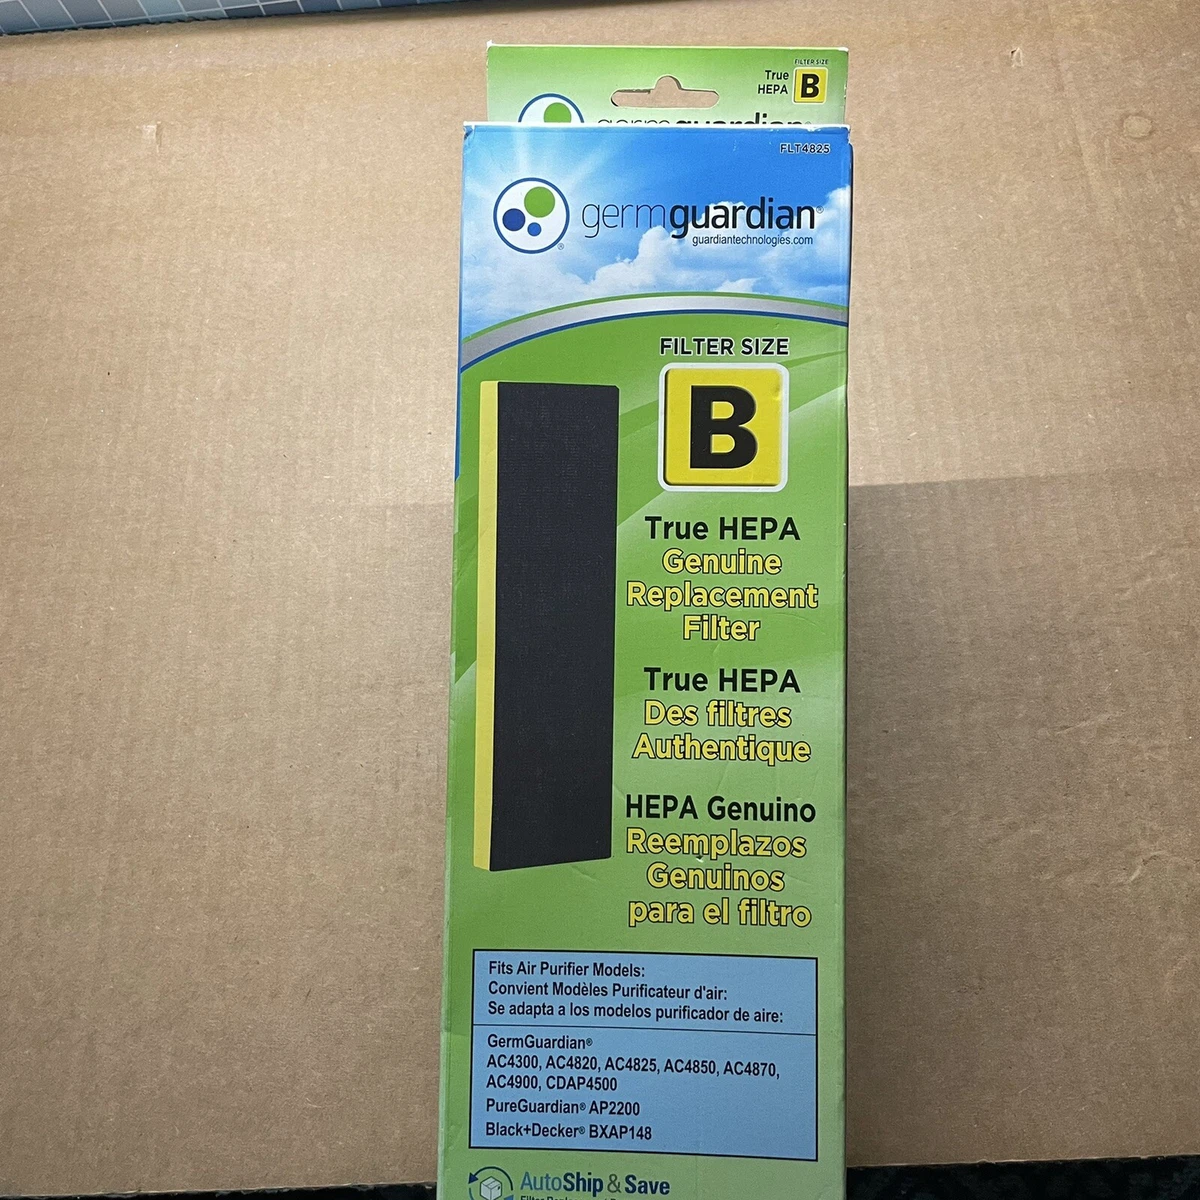 FILTER SIZE
True
HEPA
B
germguardian
FLT4825
germguardian®
guardiantechnologies.com
FILTER SIZE
B
True HEPA
Genuine
Replacement
Filter
True HEPA
Des filtres
Authentique
HEPA Genuino
Reemplazos
Genuinos
para el filtro
Fits Air Purifier Models:
Convient Modèles Purificateur d'air:
Se adapta a los modelos purificador de aire:
GermGuardian®
AC4300, AC4820, AC4825, AC4850, AC4870,
AC4900, CDAP4500
PureGuardian® AP2200
Black+Decker® BXAP148
AutoShip & Save